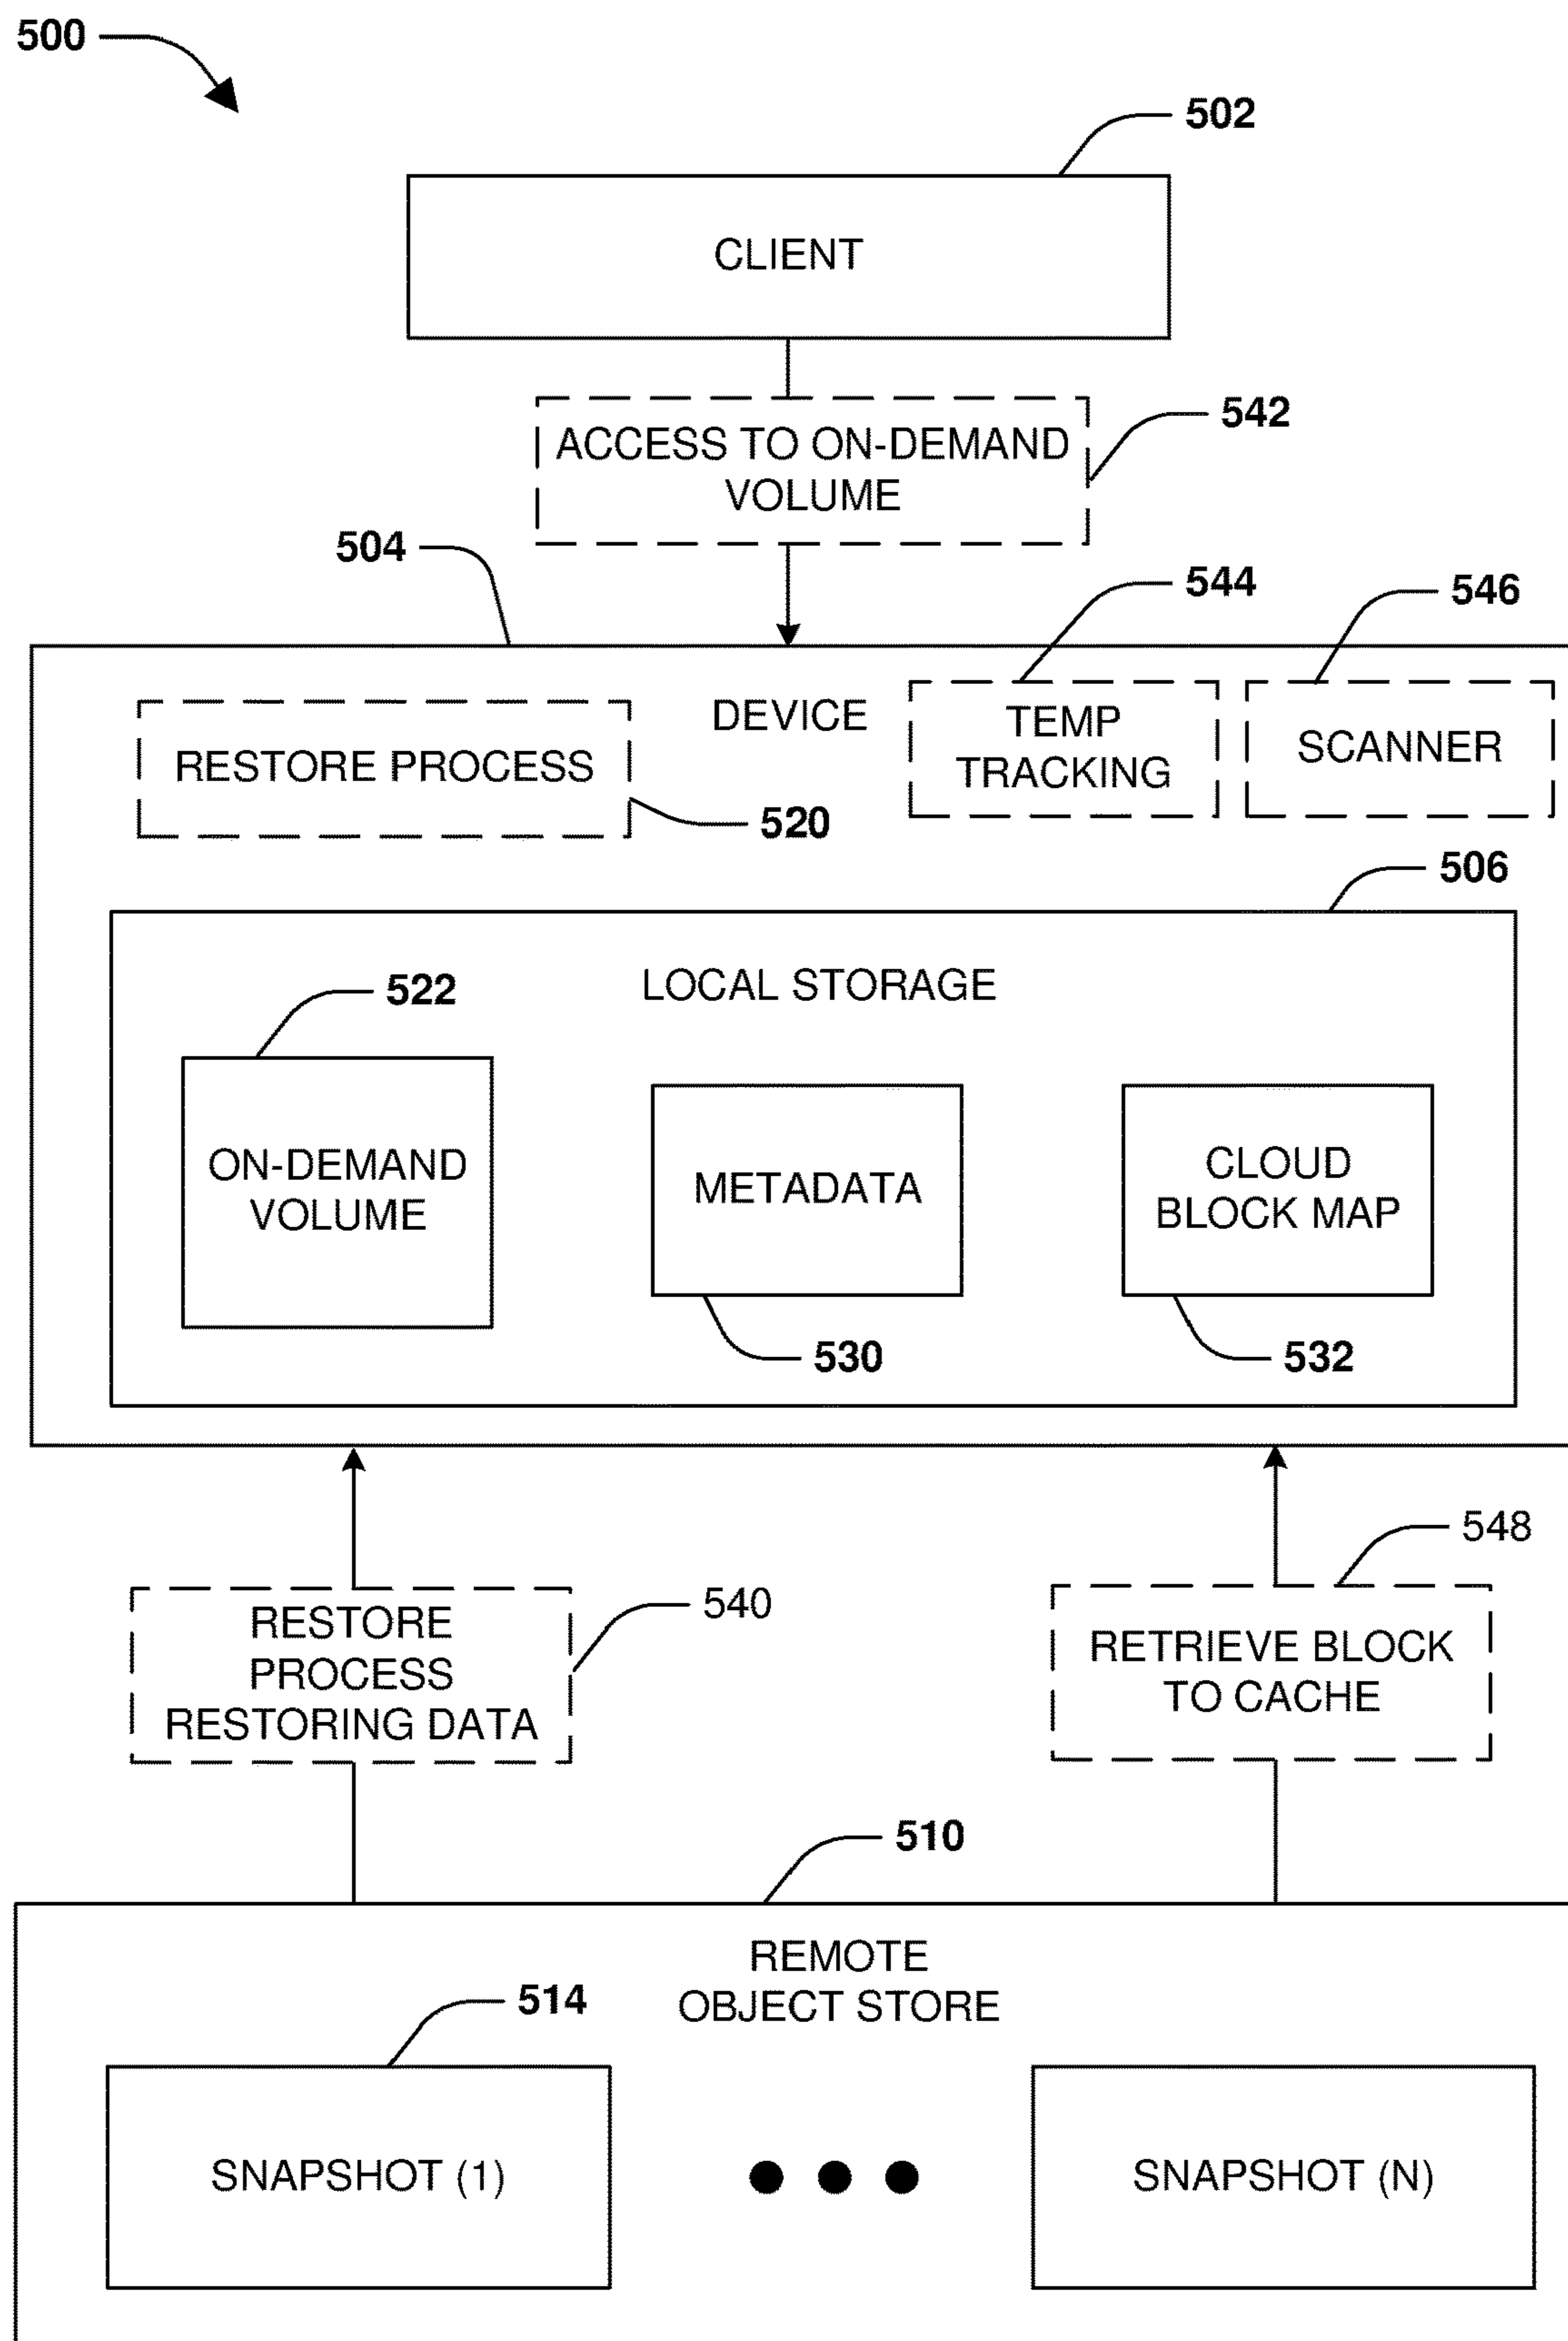 500
502
CLIENT
542
ACCESS TO ON-DEMAND
VOLUME
504
544
546
DEVICE
TEMP
TRACKING
SCANNER
RESTORE PROCESS
520
506
LOCAL STORAGE
522
ON-DEMAND
VOLUME
METADATA
CLOUD
BLOCK MAP
530
532
548
540
RESTORE
PROCESS
RESTORING DATA
RETRIEVE BLOCK
TO CACHE
510
REMOTE
OBJECT STORE
514
SNAPSHOT (1)
SNAPSHOT (N)